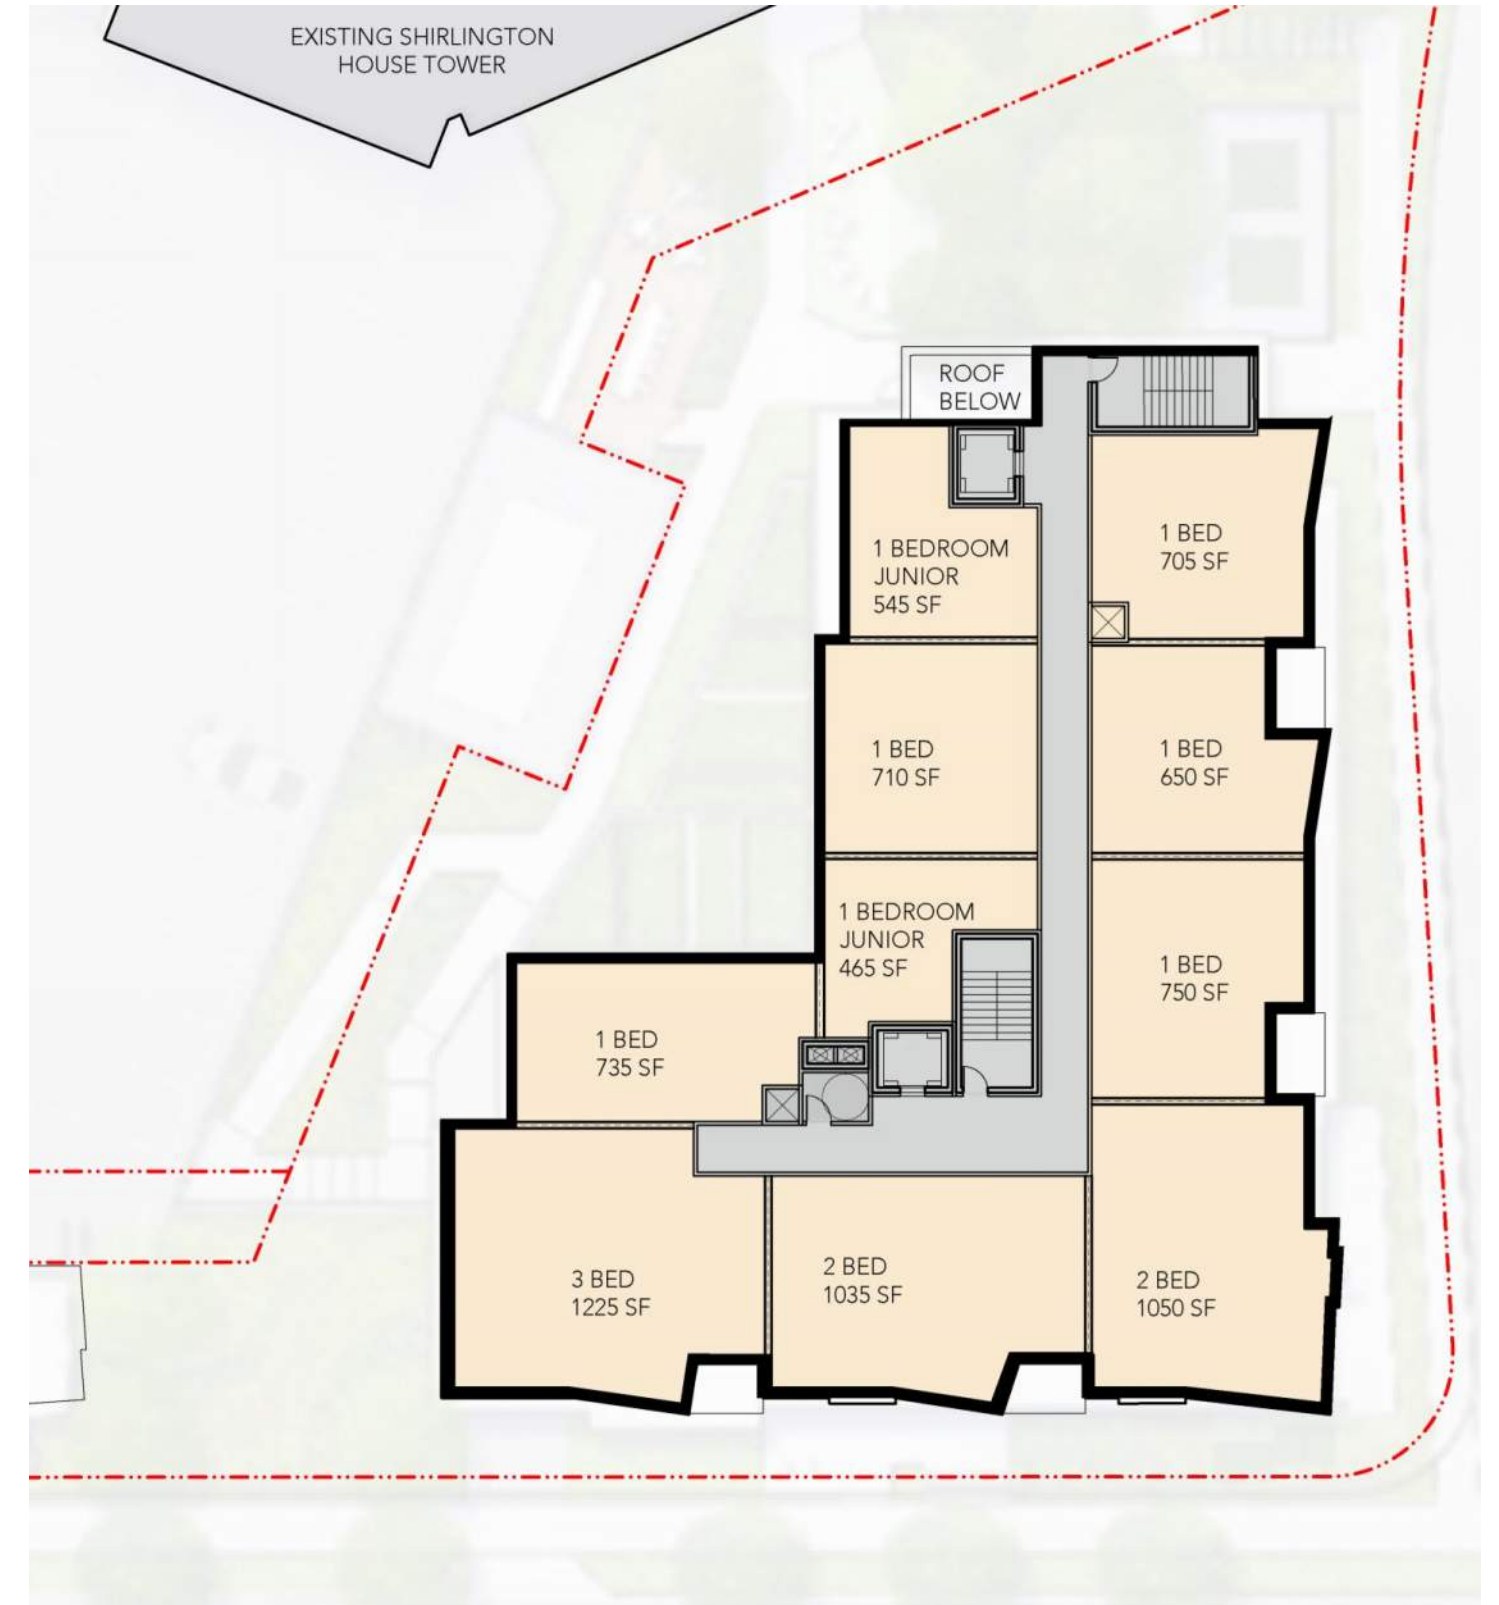 EXISTING SHIRLINGTON
HOUSE TOWER
ROOF
BELOW
1 BEDROOM
JUNIOR
545 SF
1 BED
705 SF
1 BED
710 SF
1 BED
650 SF
1 BEDROOM
JUNIOR
465 SF
1 BED
750 SF
1 BED
735 SF
3 BED
1225 SF
2 BED
1035 SF
2 BED
1050 SF